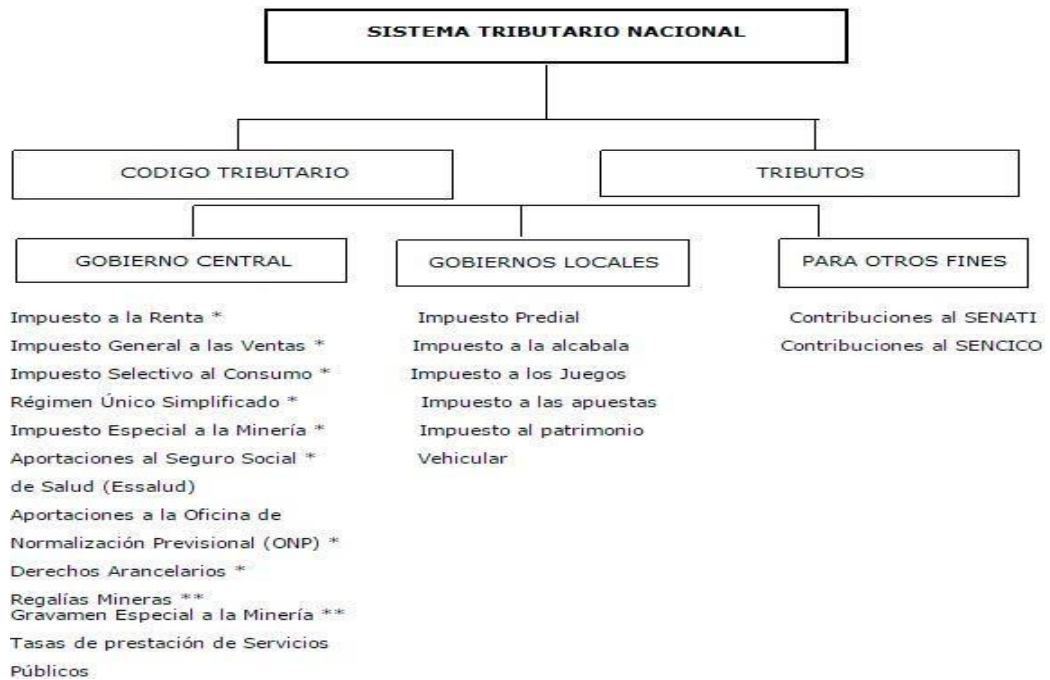 SISTEMA TRIBUTARIO NACIONAL
CODIGO TRIBUTARIO
TRIBUTOS
GOBIERNO CENTRAL
GOBIERNOS LOCALES
PARA OTROS FINES
Impuesto a la Renta *
Impuesto General a las Ventas *
Impuesto Selectivo al Consumo *
Régimen Único Simplificado *
Impuesto Especial a la Minería *
Aportaciones al Seguro Social *
de Salud (Essalud)
Aportaciones a la Oficina de
Normalización Previsional (ONP) *
Derechos Arancelarios *
Regalías Mineras **
Gravamen Especial a la Minería **
Tasas de prestación de Servicios
Públicos
Impuesto Predial
Impuesto a la alcabala
Impuesto a los Juegos
Impuesto a las apuestas
Impuesto al patrimonio
Vehicular
Contribuciones al SENATI
Contribuciones al SENCICO